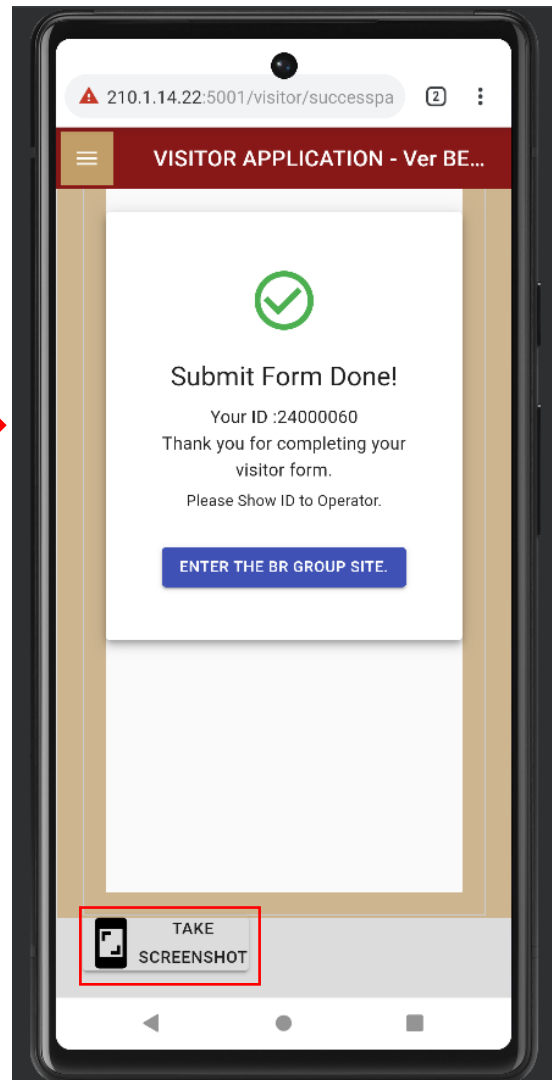 210.1.14.22:5001/visitor/successpa
2
VISITOR APPLICATION - Ver BE...
Submit Form Done!
Your ID :24000060
Thank you for completing your
visitor form.
Please Show ID to Operator.
ENTER THE BR GROUP SITE.
TAKE
SCREENSHOT